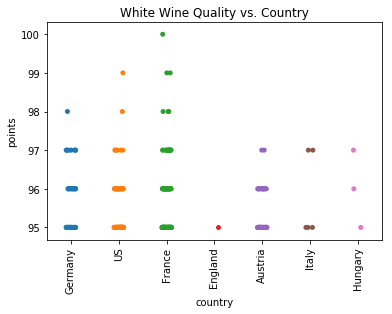 White Wine Quality vs. Country
100
99
98
97
96
95
points
Germany
US
France
England
Austria
Italy
Hungary
country